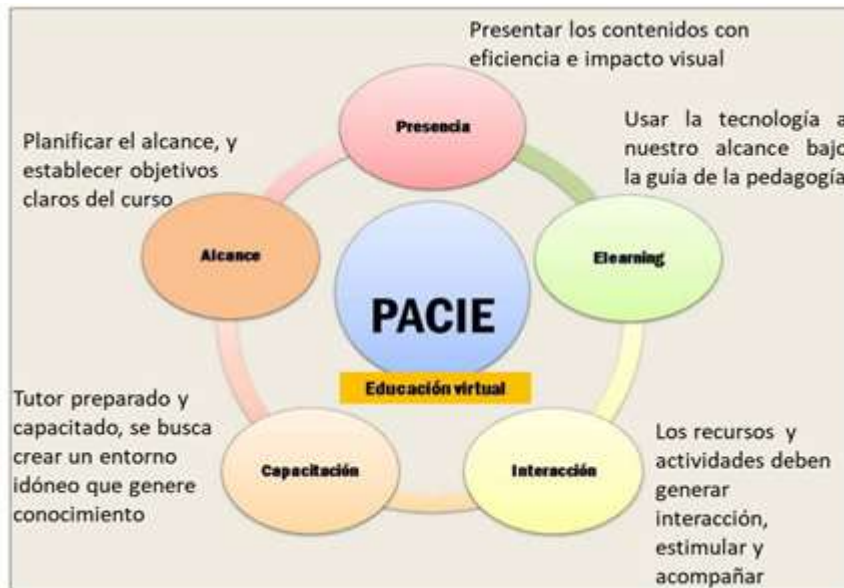 Presentar los contenidos con
eficiencia e impacto visual
Presencia
Usar la tecnología a
nuestro alcance bajo
la guía de la pedagogía
Planificar el alcance, y
establecer objetivos
claros del curso
Alcance
Elearning
PACIE
Educación virtual
Tutor preparado y
capacitado, se busca
crear un entorno
idóneo que genere
conocimiento
Capacitación
Interacción
Los recursos y
actividades deben
generar
interacción,
estimular y
acompañar